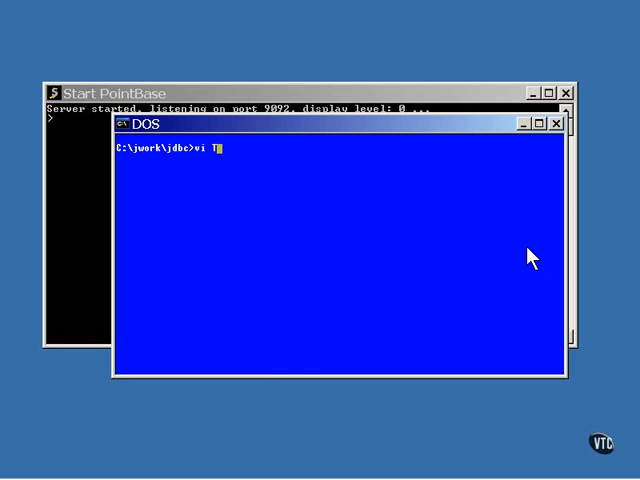 Start PointBase
Server started, listening on port 9092, display level: 0 ...
>
DOS
C:\jwork\jdbc>vi T
VTC